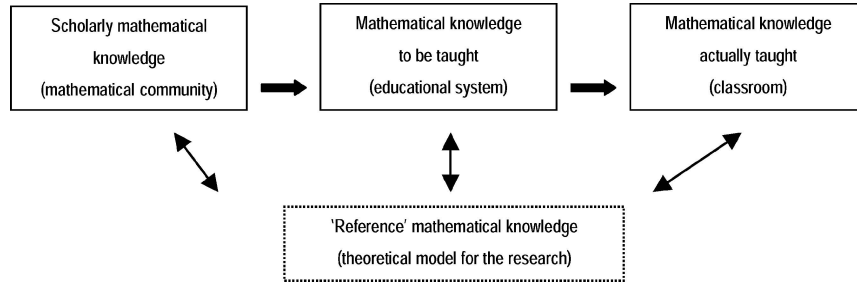 Scholarly mathematical
knowledge
(mathematical community)
Mathematical knowledge
to be taught
(educational system)
Mathematical knowledge
actually taught
(classroom)
‘Reference’ mathematical knowledge
(theoretical model for the research)